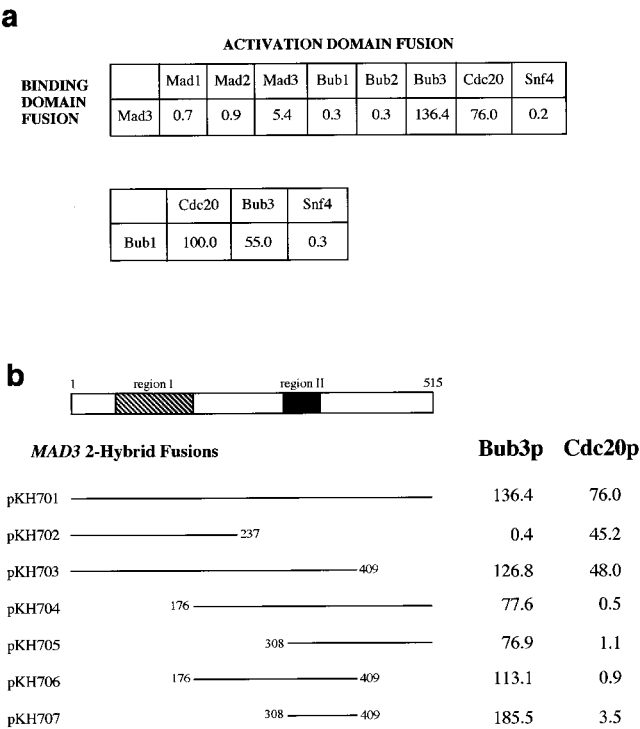 a
ACTIVATION DOMAIN FUSION
BINDING DOMAIN FUSION
Mad1 Mad2 Mad3 Bub1 Bub2 Bub3 Cdc20 Snf4
Mad3 0.7 0.9 5.4 0.3 0.3 136.4 76.0 0.2
Cdc20 Bub3 Snf4
Bub1 100.0 55.0 0.3
b
1 region I region II 515
MAD3 2-Hybrid Fusions Bub3p Cdc20p
pKH701 136.4 76.0
pKH702 237 0.4 45.2
pKH703 409 126.8 48.0
pKH704 176 77.6 0.5
pKH705 308 76.9 1.1
pKH706 176 409 113.1 0.9
pKH707 308 409 185.5 3.5